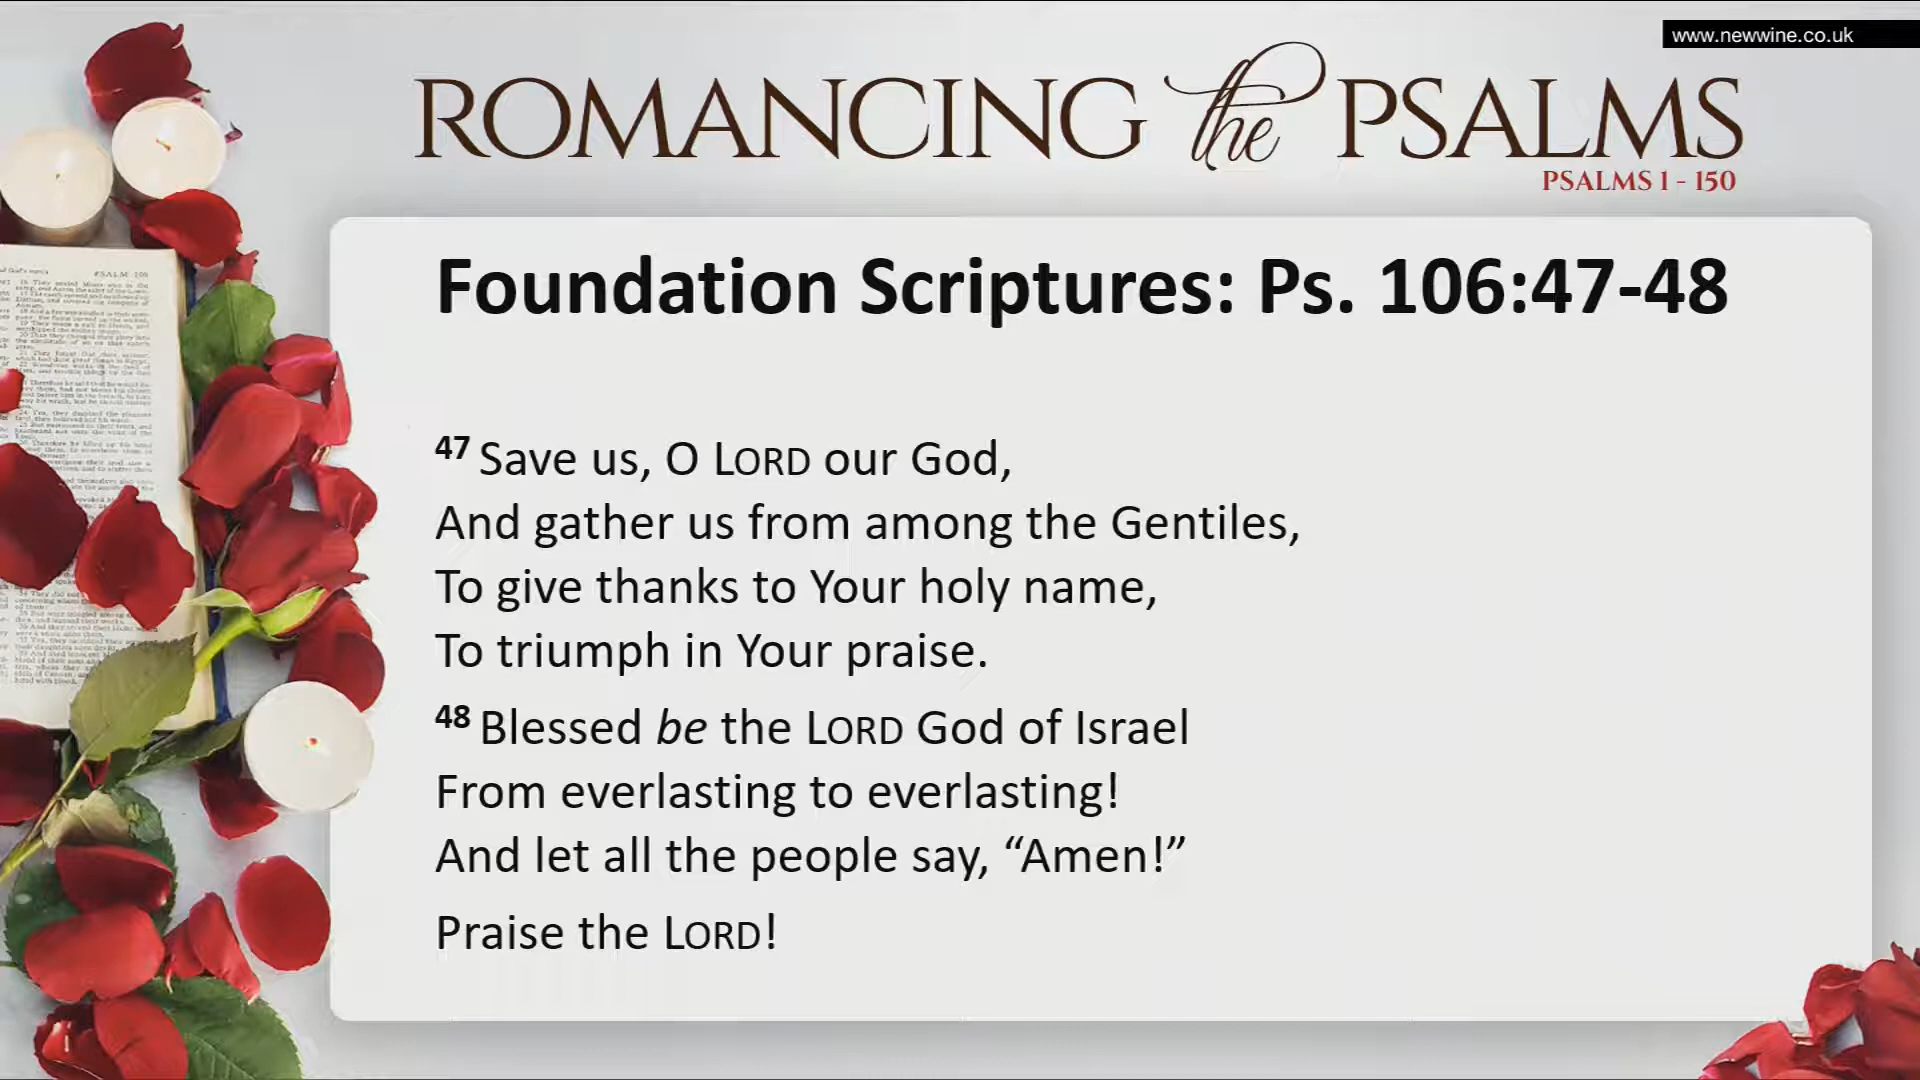 www.newwine.co.uk
ROMANCING the PSALMS
PSALMS 1 - 150
Foundation Scriptures: Ps. 106:47-48
47 Save us, O LORD our God,
And gather us from among the Gentiles,
To give thanks to Your holy name,
To triumph in Your praise.
48 Blessed be the LORD God of Israel
From everlasting to everlasting!
And let all the people say, “Amen!”
Praise the LORD!
PSALM 106